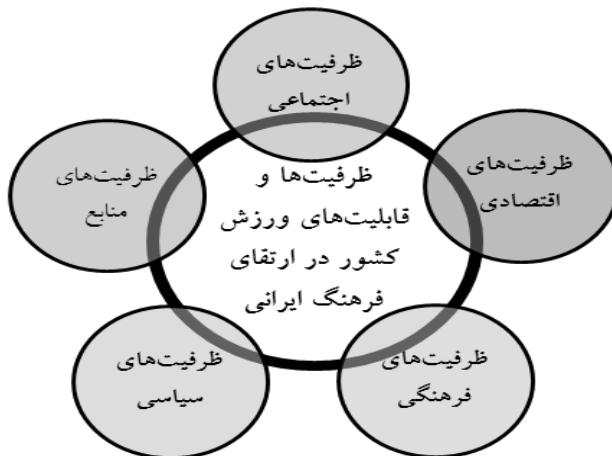 ظرفیت‌های
اجتماعی
ظرفیت‌های
اقتصادی
ظرفیت‌های
منابع
ظرفیت‌ها و
قابلیت‌های ورزش
کشور در ارتقای
فرهنگ ایرانی
ظرفیت‌های
فرهنگی
ظرفیت‌های
سیاسی